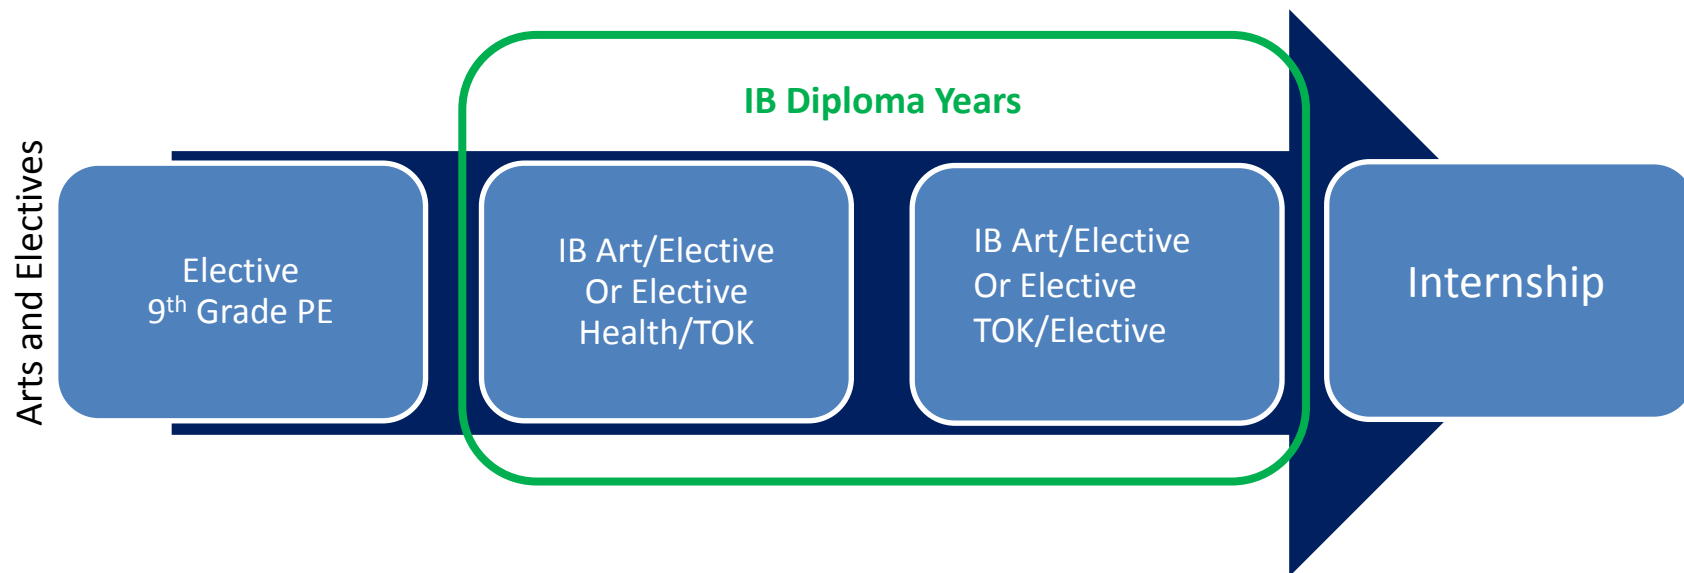 IB Diploma Years
Arts and Electives
Elective
9th Grade PE
IB Art/Elective
Or Elective
Health/TOK
IB Art/Elective
Or Elective
TOK/Elective
Internship